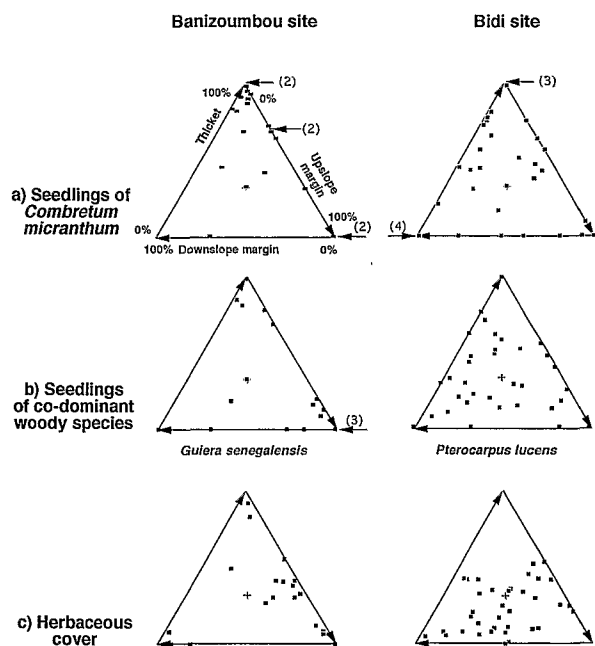 Banizoumbou site
Bidi site
(2)
(3)
100%
0%
(2)
Thicket
Upslope
margin
a) Seedlings of
Combretum
micranthum
0%
100%
(2)
(4)
100% Downslope margin 0%
b) Seedlings
of co-dominant
woody species
(3)
Guiera senegalensis
Pterocarpus lucens
c) Herbaceous
cover